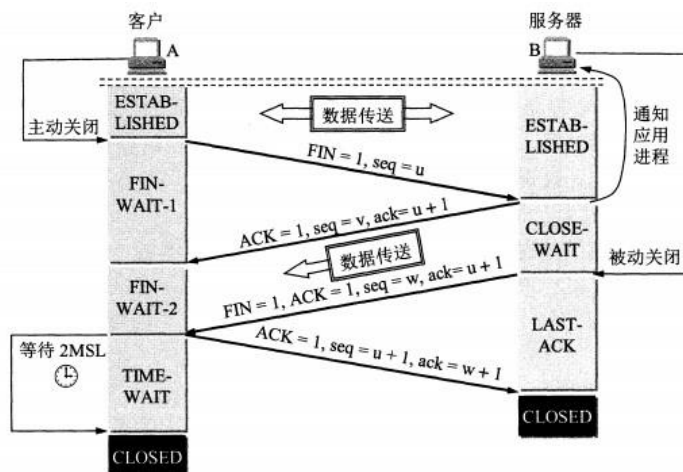 客户
服务器
A
B
ESTAB-
LISHED
数据传送
主动关闭
ESTAB-
LISHED
通知
应用
进程
FIN = 1, seq = u
FIN-
WAIT-1
ACK = 1, seq = v, ack= u + 1
CLOSE-
WAIT
数据传送
被动关闭
FIN-
WAIT-2
FIN = 1, ACK = 1, seq = w, ack= u + 1
等待 2MSL
ACK = 1, seq = u + 1, ack = w + 1
LAST-
ACK
TIME-
WAIT
CLOSED
CLOSED